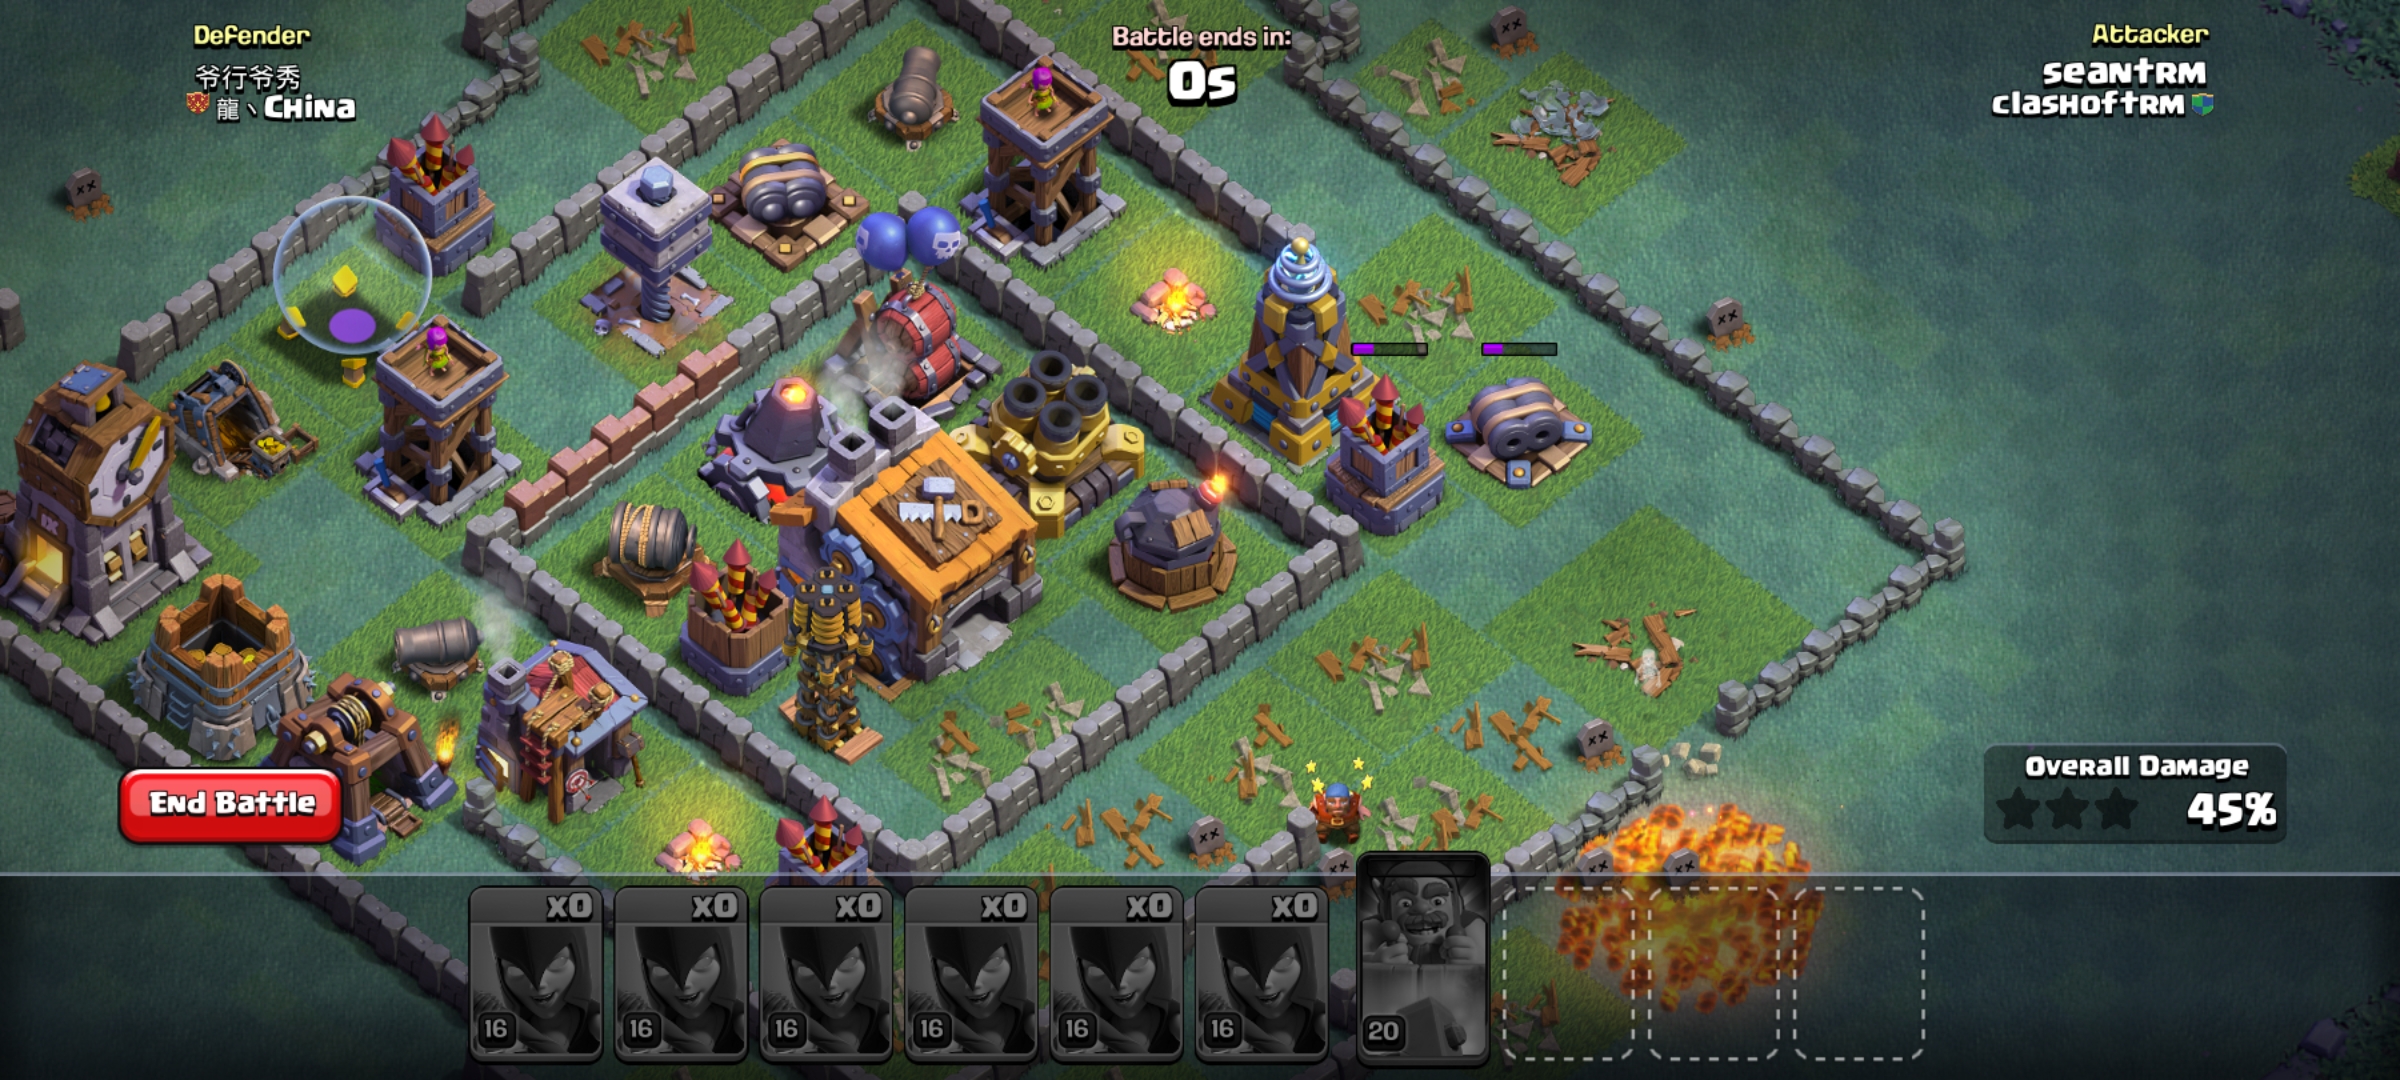 Defender
爷行爷秀
龍丶China
Battle ends in:
0s
Attacker
seantRM
clashoftRM
IX
End Battle
Overall Damage
45%
x0
x0
x0
x0
x0
x0
16
16
16
16
16
16
20